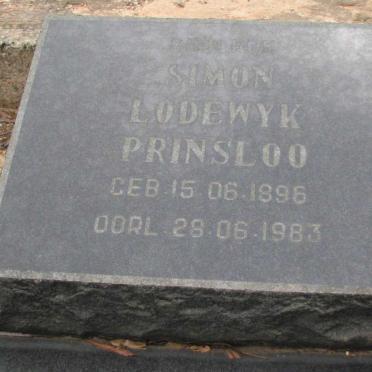 SIMON
LODEWYK
PRINSLOO
GEB. 15.06.1896
OORL. 28.06.1983